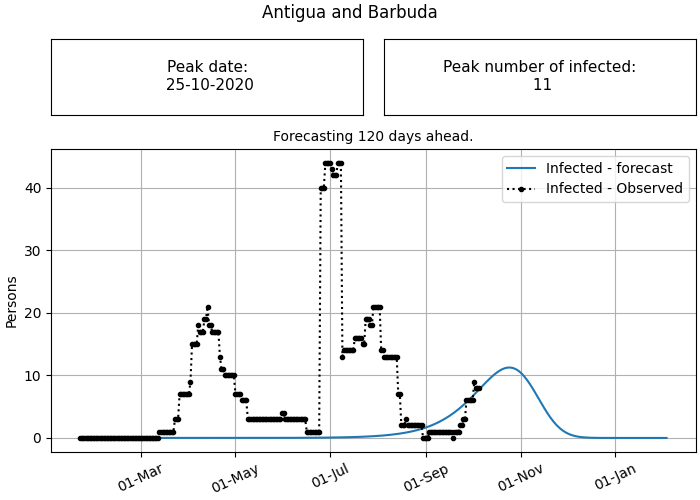 Antigua and Barbuda
Peak date:
25-10-2020
Peak number of infected:
11
Forecasting 120 days ahead.
Infected - forecast
Infected - Observed
Persons
40
30
20
10
0
01-Mar
01-May
01-Jul
01-Sep
01-Nov
01-Jan